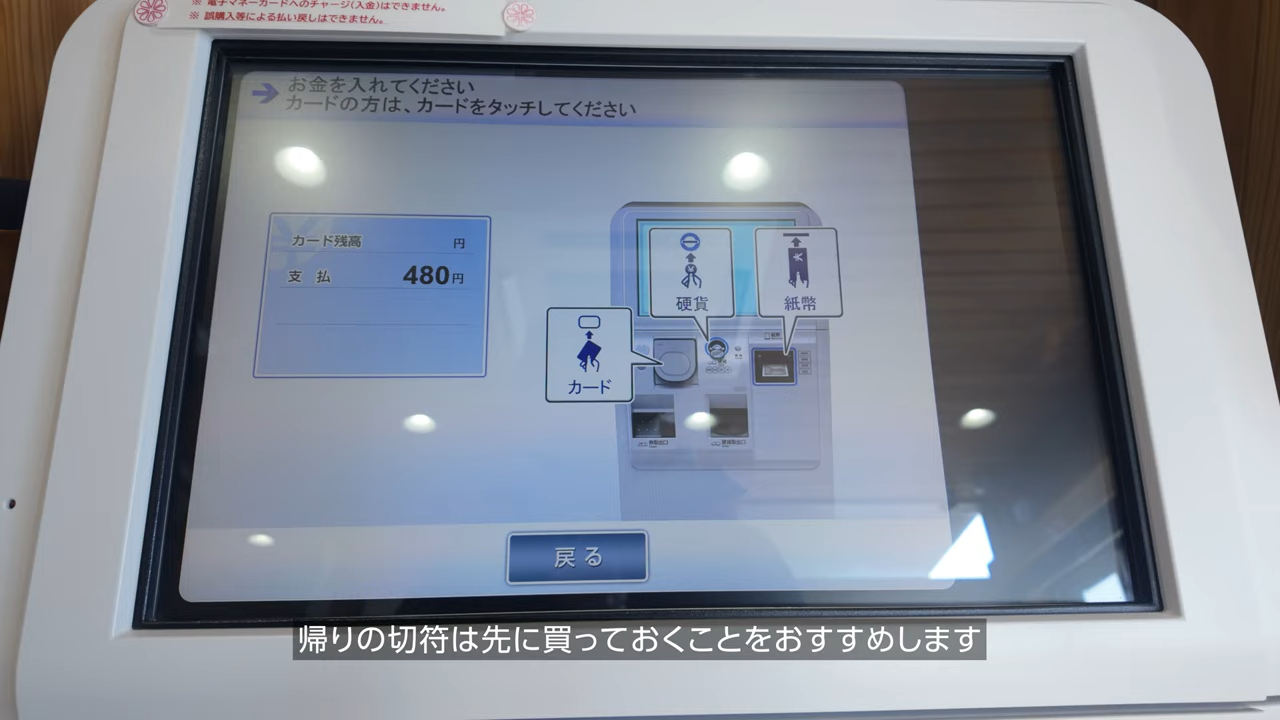 ※ 電子マネーカードへのチャージ(入金)はできません。
※ 誤購入等による払い戻しはできません。
お金を入れてください
カードの方は、カードをタッチしてください
カード残高 円
支 払 480円
硬貨
紙幣
カード
戻る
帰りの切符は先に買っておくことをおすすめします